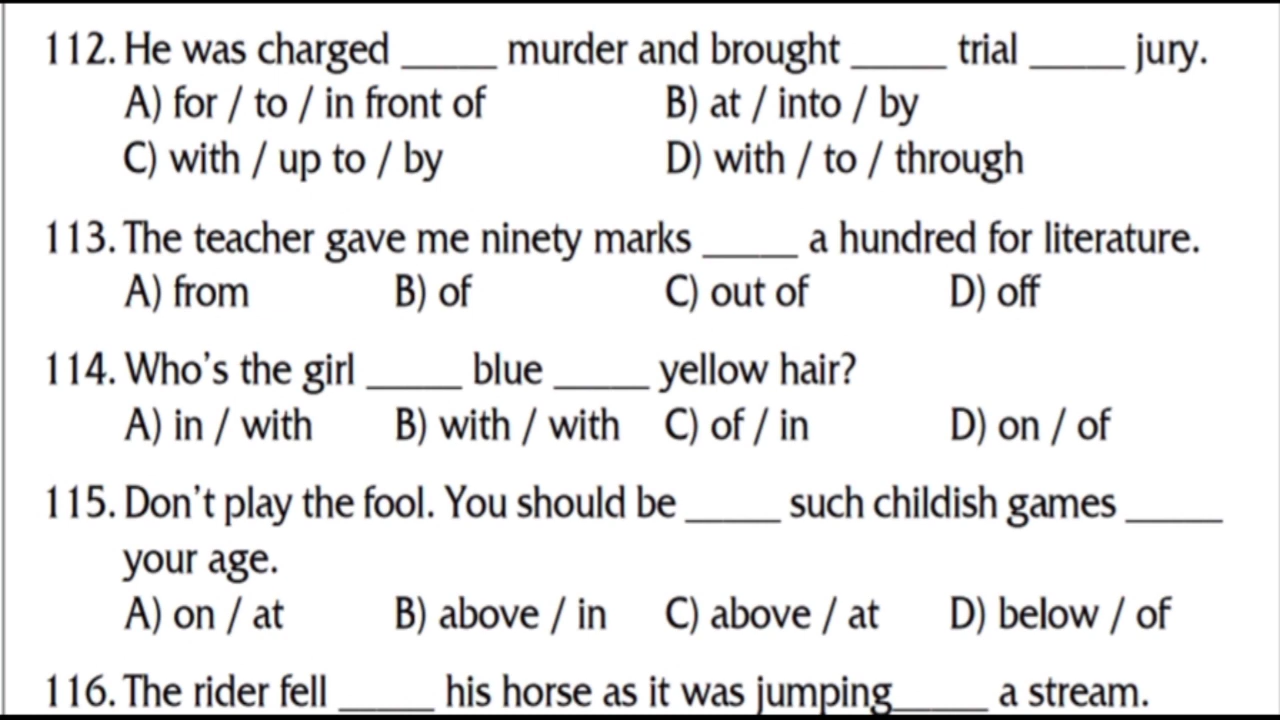 112. He was charged _____ murder and brought _____ trial _____ jury.
A) for / to / in front of B) at / into / by
C) with / up to / by D) with / to / through
113. The teacher gave me ninety marks _____ a hundred for literature.
A) from B) of C) out of D) off
114. Who's the girl _____ blue _____ yellow hair?
A) in / with B) with / with C) of / in D) on / of
115. Don't play the fool. You should be _____ such childish games _____
your age.
A) on / at B) above / in C) above / at D) below / of
116. The rider fell _____ his horse as it was jumping_____ a stream.